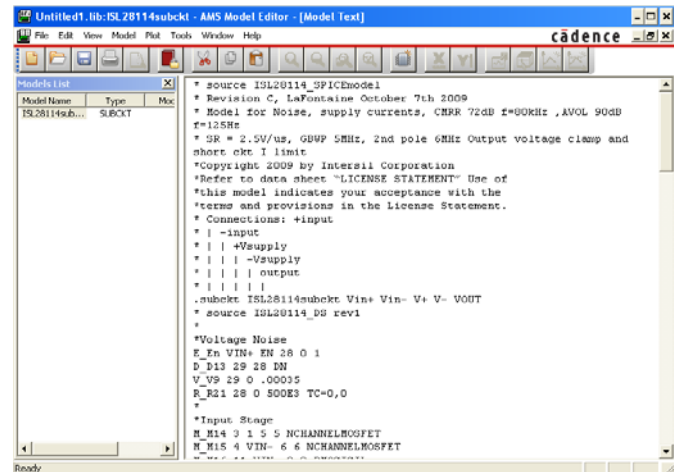 Untitled1.lib:ISL28114subckt - AMS Model Editor - [Model Text]
File Edit View Model Plot Tools Window Help
cādence
Models List
Model Name Type Moc
ISL28114sub... SUBCKT
* source ISL28114_SPICEmodel
* Revision C, LaFontaine October 7th 2009
* Model for Noise, supply currents, CMRR 72dB f=80kHz ,AVOL 90dB
f=125Hz
* SR = 2.5V/us, GBWP 5MHz, 2nd pole 6MHz Output voltage clamp and
short ckt I limit
*Copyright 2009 by Intersil Corporation
*Refer to data sheet "LICENSE STATEMENT" Use of
*this model indicates your acceptance with the
*terms and provisions in the License Statement.
* Connections: +input
* | -input
* | | +Vsupply
* | | | -Vsupply
* | | | | output
* | | | | |
.subckt ISL28114subckt Vin+ Vin- V+ V- VOUT
* source ISL28114_DS rev1
*
*Voltage Noise
E_En VIN+ EN 28 0 1
D_D13 29 28 DN
V_V9 29 0 .00035
R_R21 28 0 500E3 TC=0,0
*
*Input Stage
M_M14 3 1 5 5 NCHANNELMOSFET
M_M15 4 VIN- 6 6 NCHANNELMOSFET
Ready